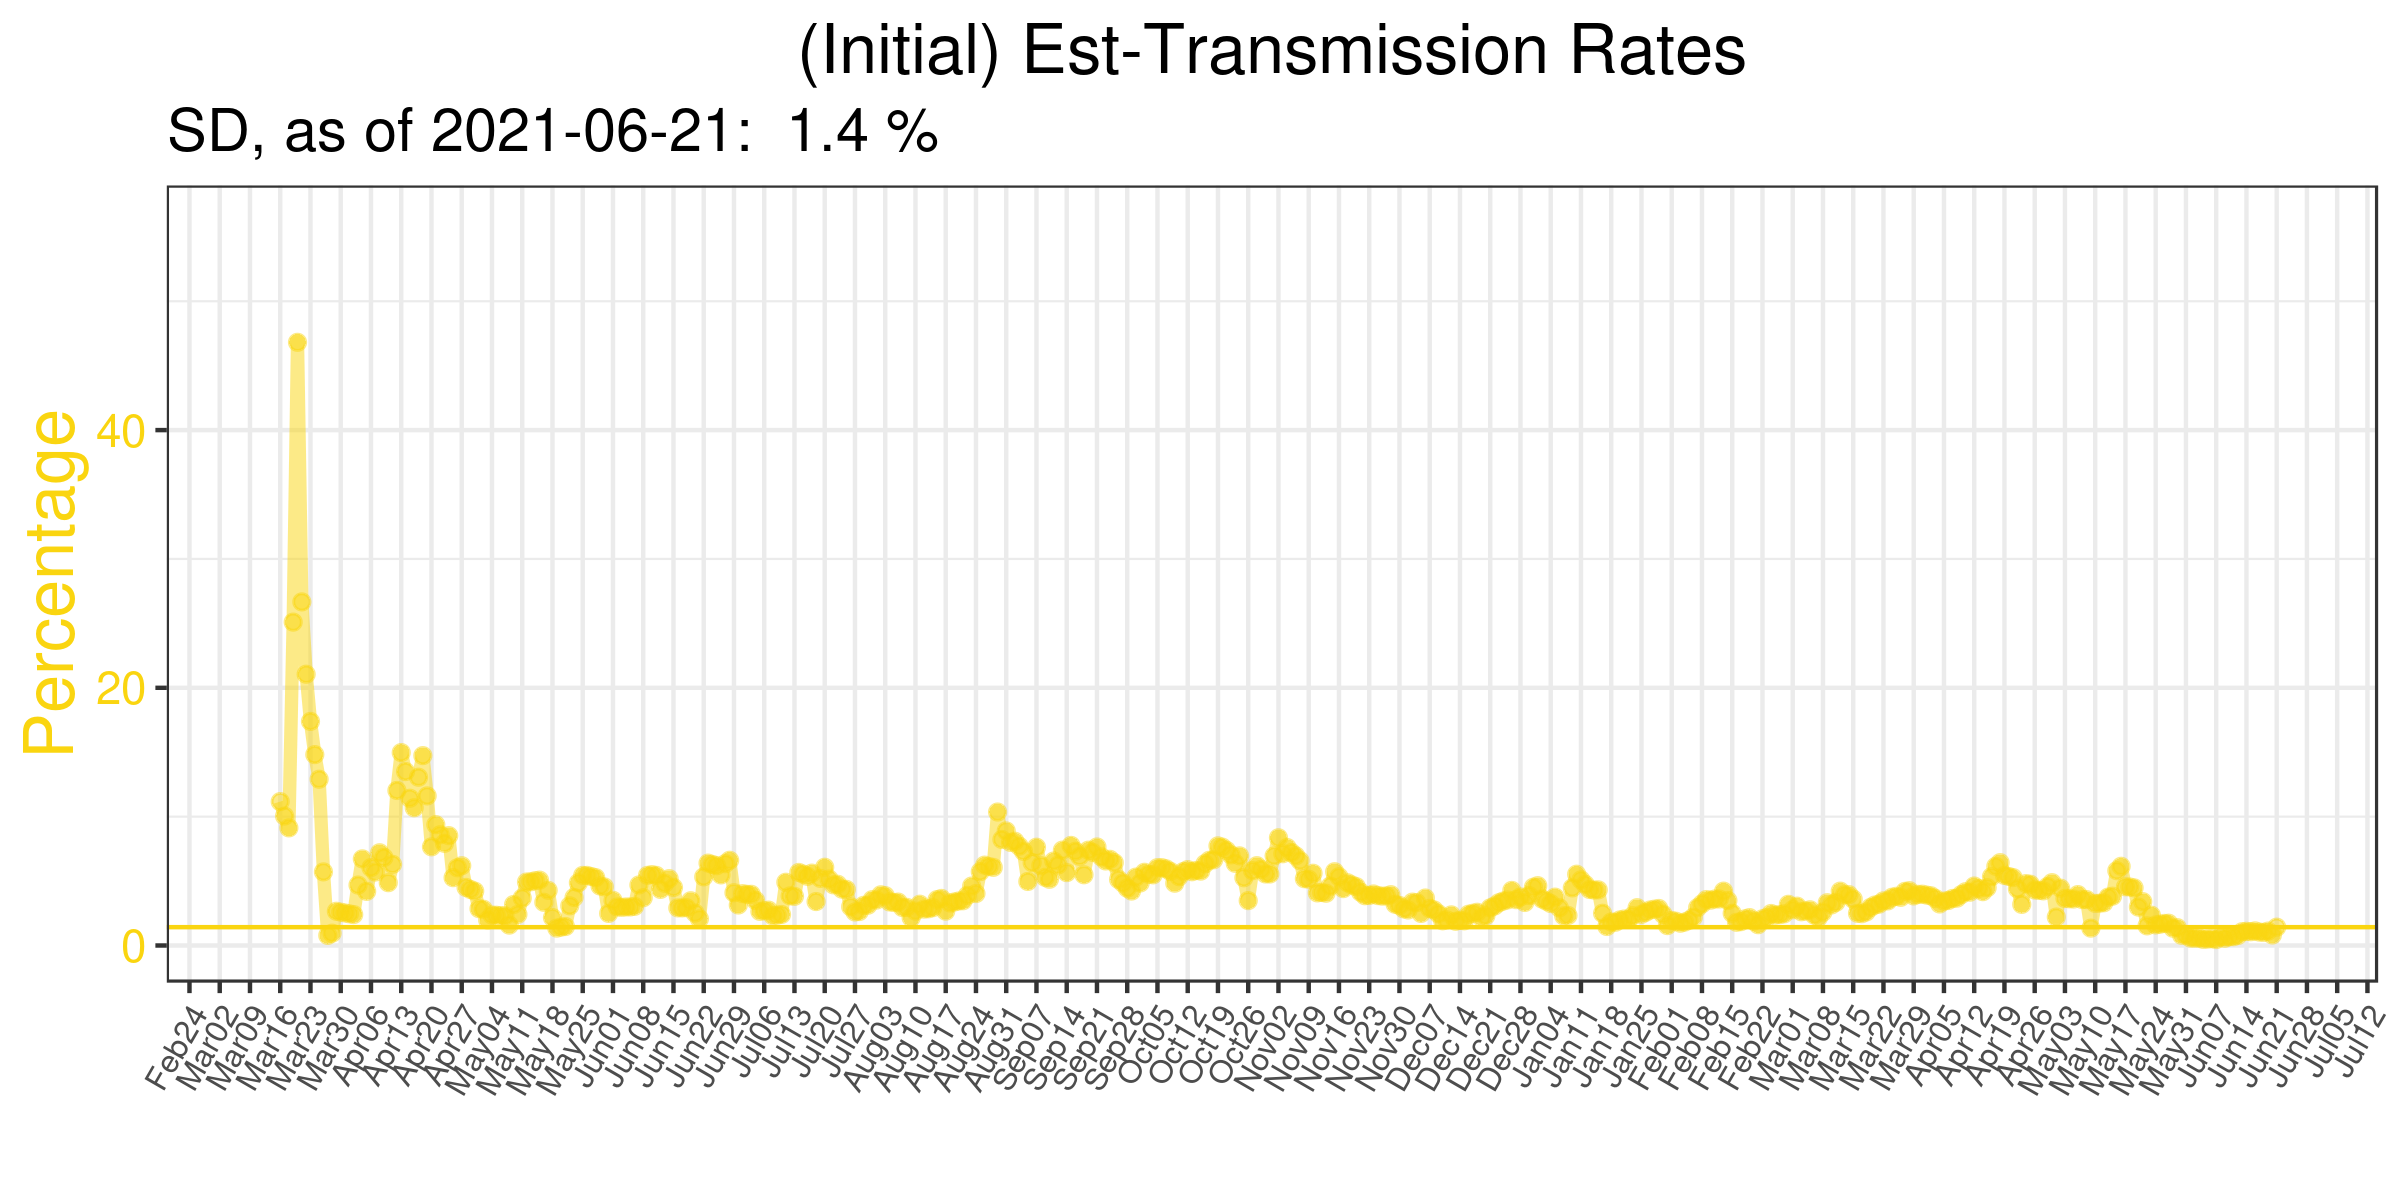 (Initial) Est-Transmission Rates
SD, as of 2021-06-21:  1.4 %
Percentage
40
20
0
Feb24
Mar02
Mar09
Mar16
Mar23
Mar30
Apr06
Apr13
Apr20
Apr27
May04
May11
May18
May25
Jun01
Jun08
Jun15
Jun22
Jun29
Jul06
Jul13
Jul20
Jul27
Aug03
Aug10
Aug17
Aug24
Aug31
Sep07
Sep14
Sep21
Sep28
Oct05
Oct12
Oct19
Oct26
Nov02
Nov09
Nov16
Nov23
Nov30
Dec07
Dec14
Dec21
Dec28
Jan04
Jan11
Jan18
Jan25
Feb01
Feb08
Feb15
Feb22
Mar01
Mar08
Mar15
Mar22
Mar29
Apr05
Apr12
Apr19
Apr26
May03
May10
May17
May24
May31
Jun07
Jun14
Jun21
Jun28
Jul05
Jul12